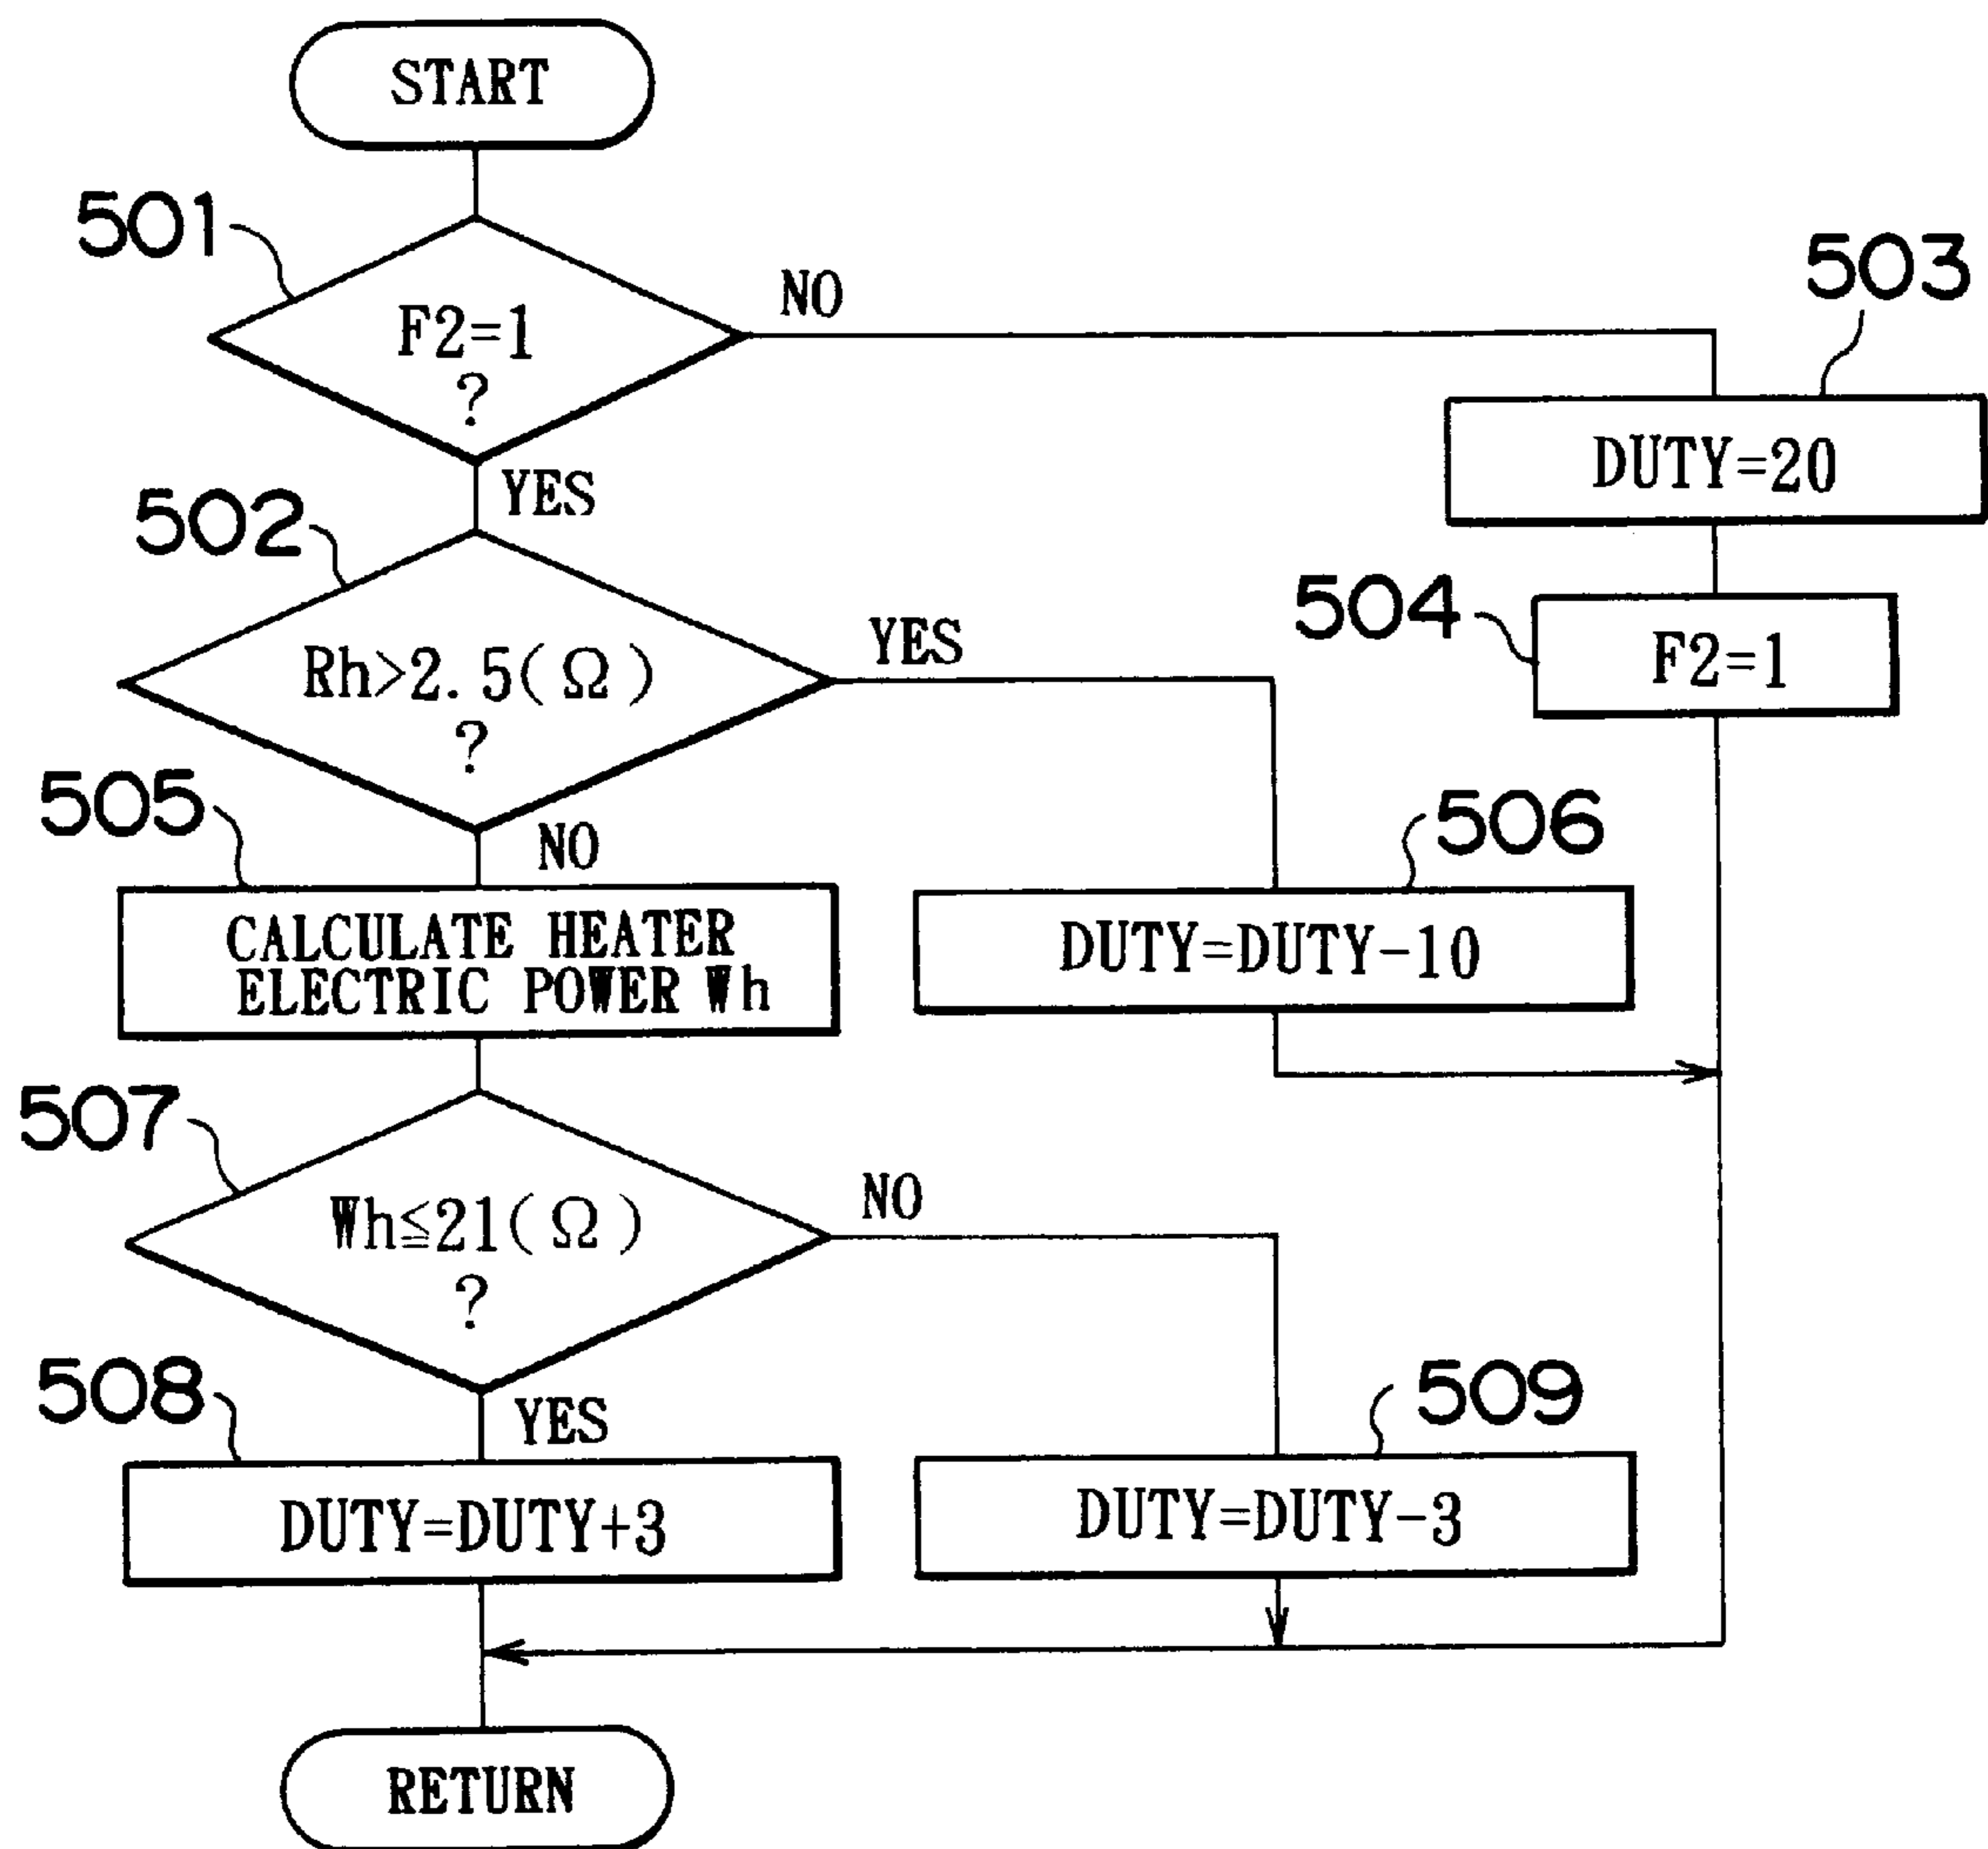 START
501
F2=1
?
NO
503
DUTY=20
YES
502
504
F2=1
Rh>2.5(Ω)
?
YES
505
NO
506
CALCULATE HEATER
ELECTRIC POWER Wh
DUTY=DUTY-10
507
Wh≦21(Ω)
?
NO
508
YES
509
DUTY=DUTY+3
DUTY=DUTY-3
RETURN